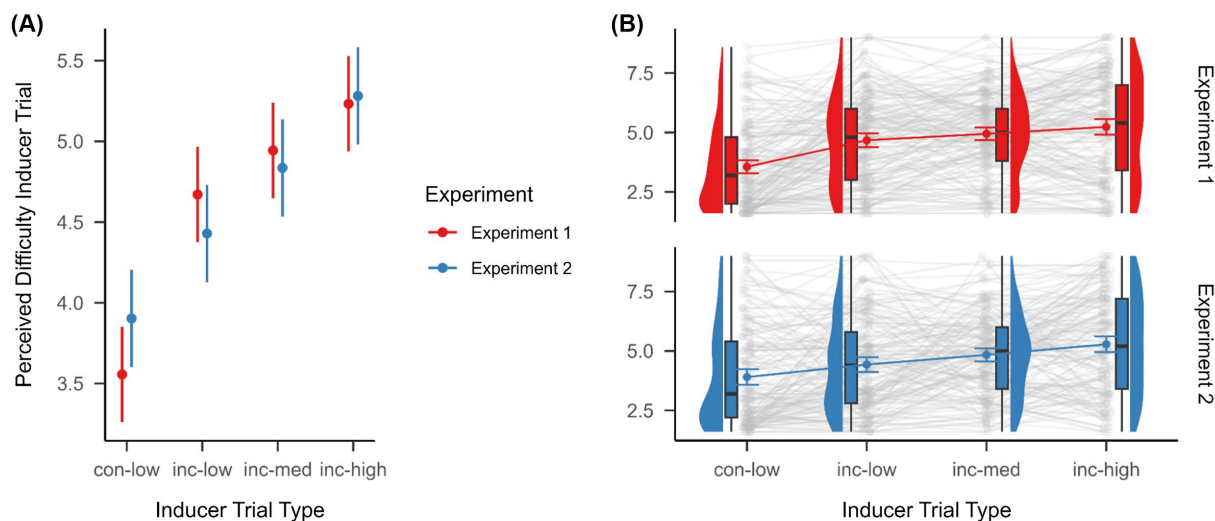 (A)
Perceived Difficulty Inducer Trial
5.5
5.0
4.5
4.0
3.5
con-low inc-low inc-med inc-high
Inducer Trial Type
Experiment
Experiment 1
Experiment 2
(B)
7.5
5.0
2.5
Experiment 1
7.5
5.0
2.5
Experiment 2
con-low inc-low inc-med inc-high
Inducer Trial Type